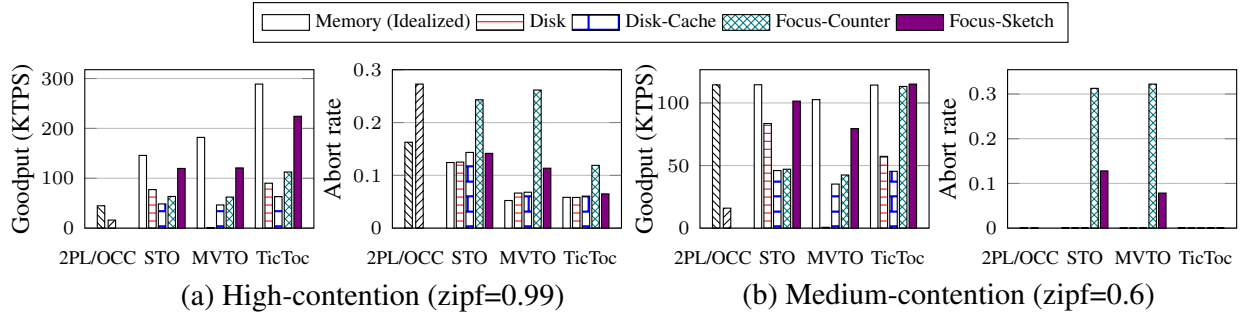 Memory (Idealized) Disk Disk-Cache Focus-Counter Focus-Sketch
Goodput (KTPS)
300
200
100
0
2PL/OCC STO MVTO TicToc
Abort rate
0.3
0.2
0.1
0
2PL/OCC STO MVTO TicToc
(a) High-contention (zipf=0.99)
Goodput (KTPS)
100
50
0
2PL/OCC STO MVTO TicToc
Abort rate
0.3
0.2
0.1
0
2PL/OCC STO MVTO TicToc
(b) Medium-contention (zipf=0.6)